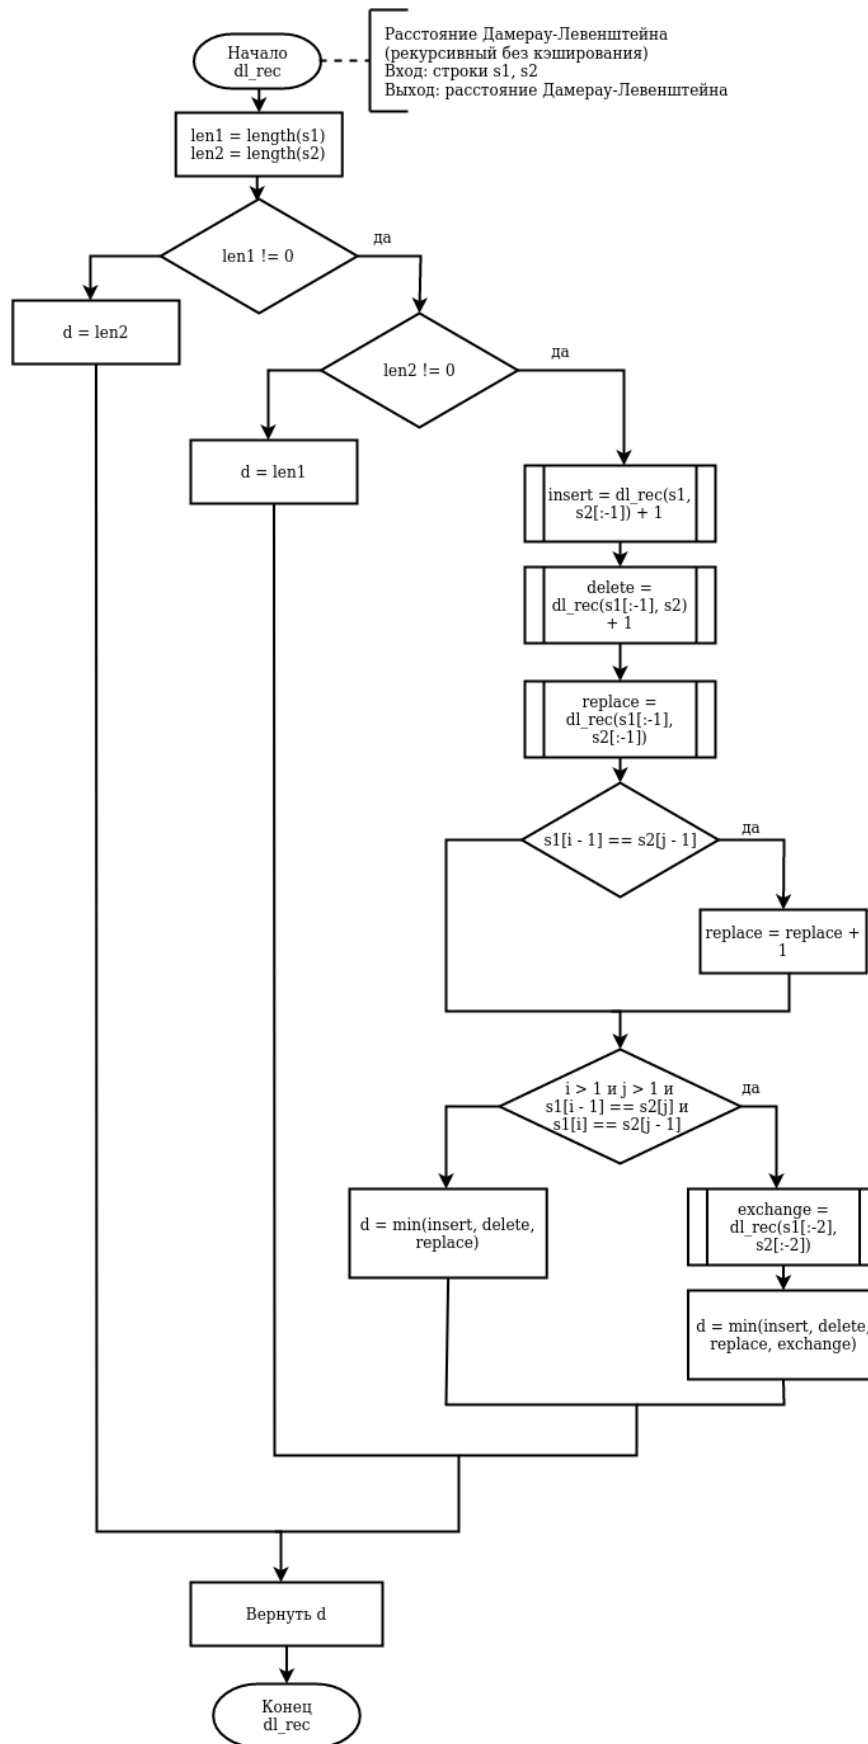 Начало
dl_rec
Расстояние Дамерау-Левенштейна
(рекурсивный без кэширования)
Вход: строки s1, s2
Выход: расстояние Дамерау-Левенштейна
len1 = length(s1)
len2 = length(s2)
len1 != 0
да
d = len2
len2 != 0
да
d = len1
insert = dl_rec(s1,
s2[:-1]) + 1
delete =
dl_rec(s1[:-1], s2)
+ 1
replace =
dl_rec(s1[:-1],
s2[:-1])
s1[i - 1] == s2[j - 1]
да
replace = replace +
1
i > 1 и j > 1 и
s1[i - 1] == s2[j] и
s1[i] == s2[j - 1]
да
d = min(insert, delete,
replace)
exchange =
dl_rec(s1[:-2],
s2[:-2])
d = min(insert, delete,
replace, exchange)
Вернуть d
Конец
dl_rec